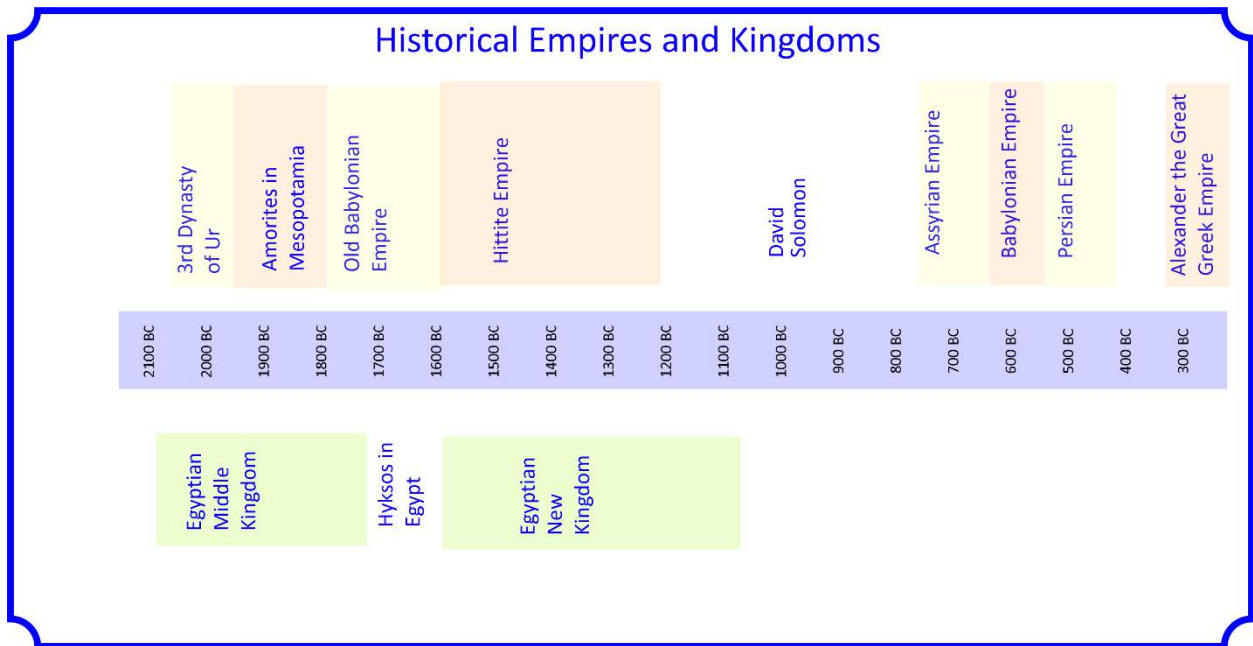 Historical Empires and Kingdoms
3rd Dynasty
of Ur
Amorites in
Mesopotamia
Old Babylonian
Empire
Hittite Empire
David
Solomon
Assyrian Empire
Babylonian Empire
Persian Empire
Alexander the Great
Greek Empire
2100 BC
2000 BC
1900 BC
1800 BC
1700 BC
1600 BC
1500 BC
1400 BC
1300 BC
1200 BC
1100 BC
1000 BC
900 BC
800 BC
700 BC
600 BC
500 BC
400 BC
300 BC
Egyptian
Middle
Kingdom
Hyksos in
Egypt
Egyptian
New
Kingdom